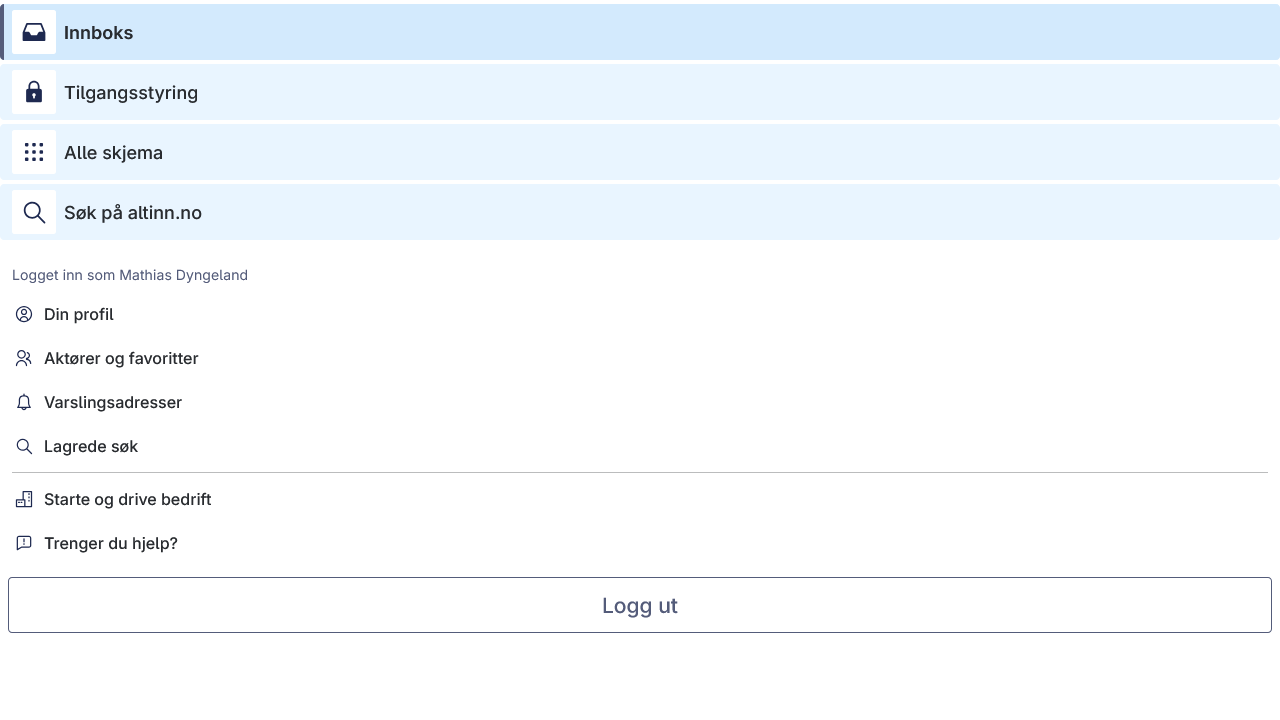 Innboks
Tilgangsstyring
Alle skjema
Søk på altinn.no
Logget inn som Mathias Dyngeland
Din profil
Aktører og favoritter
Varslingsadresser
Lagrede søk
Starte og drive bedrift
Trenger du hjelp?
Logg ut